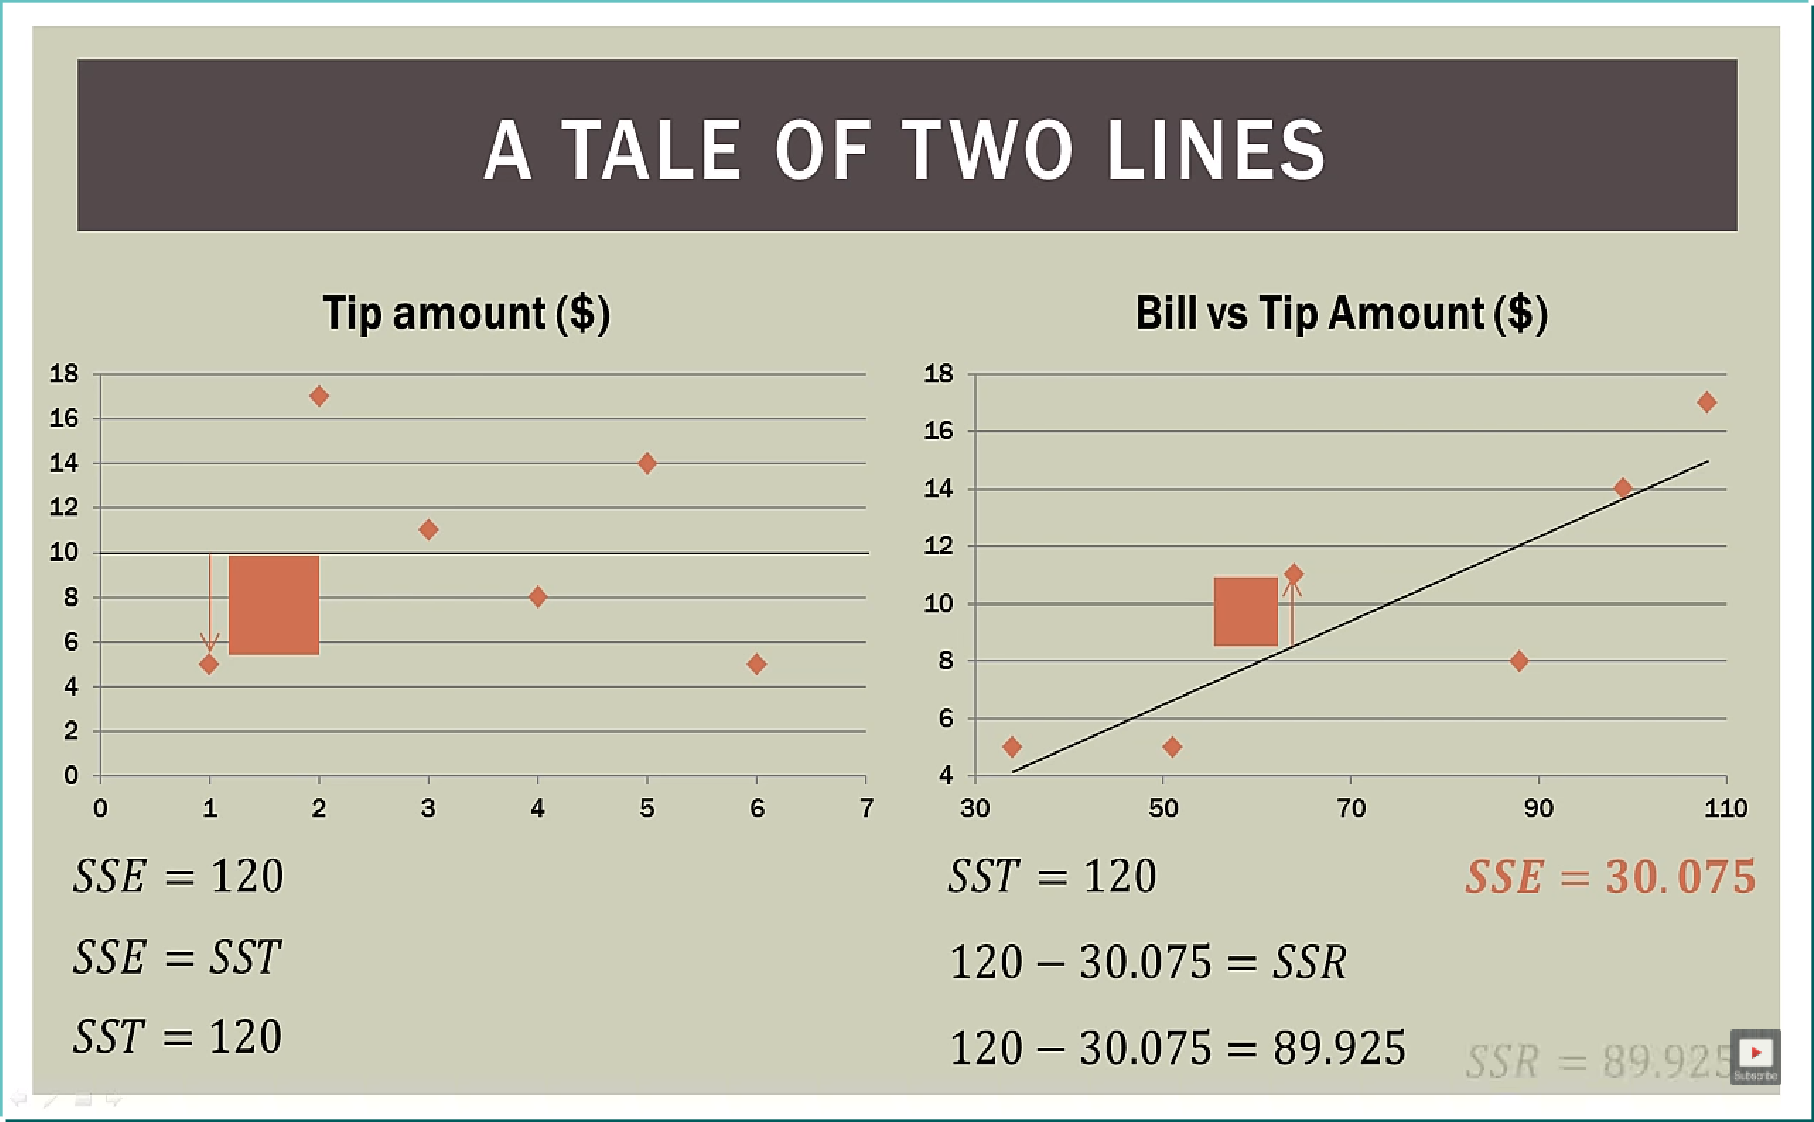 A TALE OF TWO LINES
Tip amount ($)
18
16
14
12
10
8
6
4
2
0
0 1 2 3 4 5 6 7
SSE = 120
SSE = SST
SST = 120
Bill vs Tip Amount ($)
18
16
14
12
10
8
6
4
30 50 70 90 110
SST = 120
SSE = 30.075
120 − 30.075 = SSR
120 − 30.075 = 89.925
SSR = 89.925
Subscribe